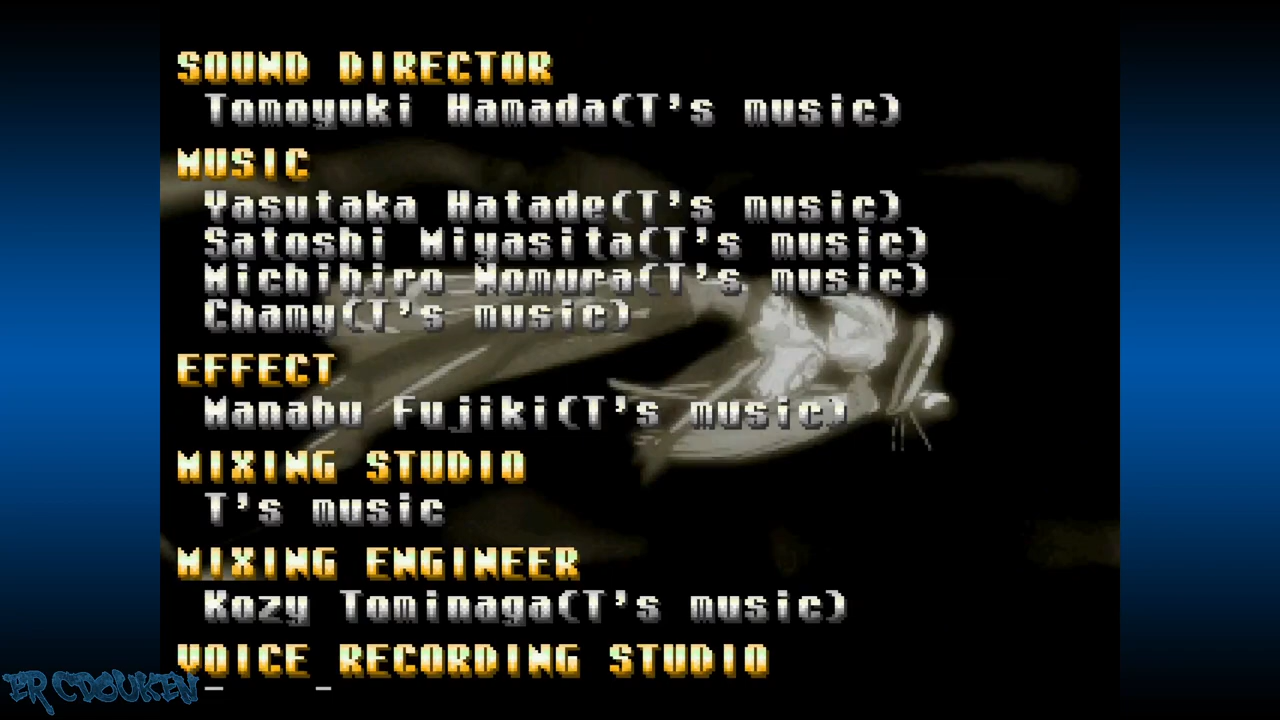 SOUND DIRECTOR
Tomoyuki Hamada(T's music)
MUSIC
Yasutaka Hatade(T's music)
Satoshi Miyasita(T's music)
Michihiro Nomura(T's music)
Chamy(T's music)
EFFECT
Manabu Fujiki(T's music)
MIXING STUDIO
T's music
MIXING ENGINEER
Kozy Tominaga(T's music)
VOICE RECORDING STUDIO